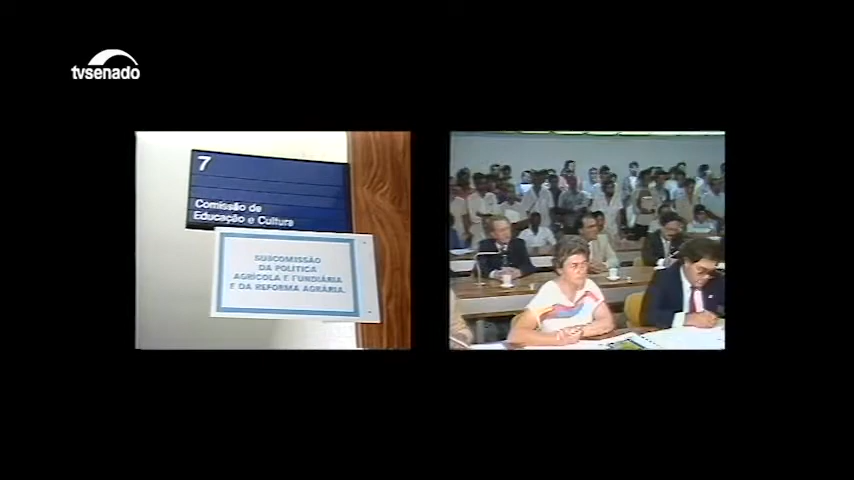 tvsenado
7
Comissão de
Educação e Cultura
SUBCOMISSÃO
DA POLÍTICA
AGRÍCOLA E FUNDIÁRIA
E DA REFORMA AGRÁRIA.